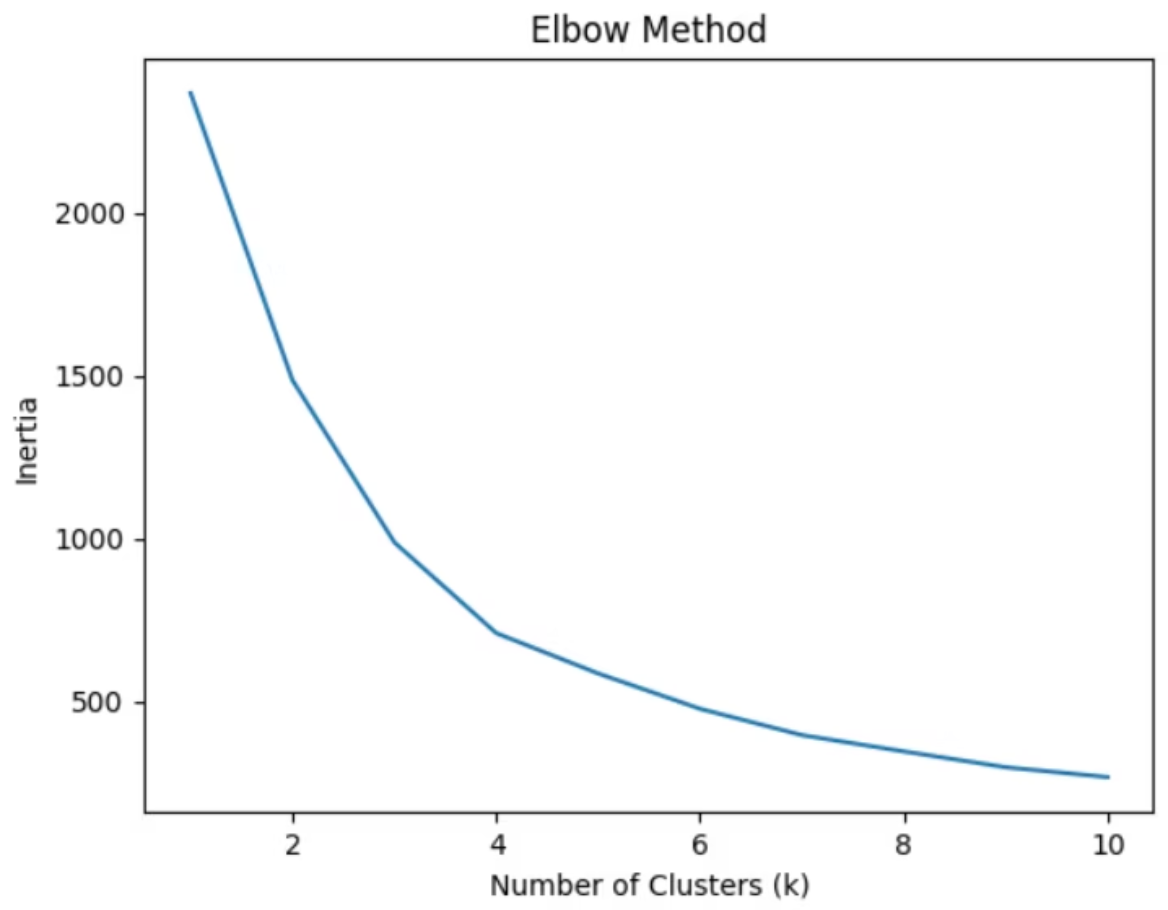 Elbow Method
2000
1500
1000
500
Inertia
2 4 6 8 10
Number of Clusters (k)